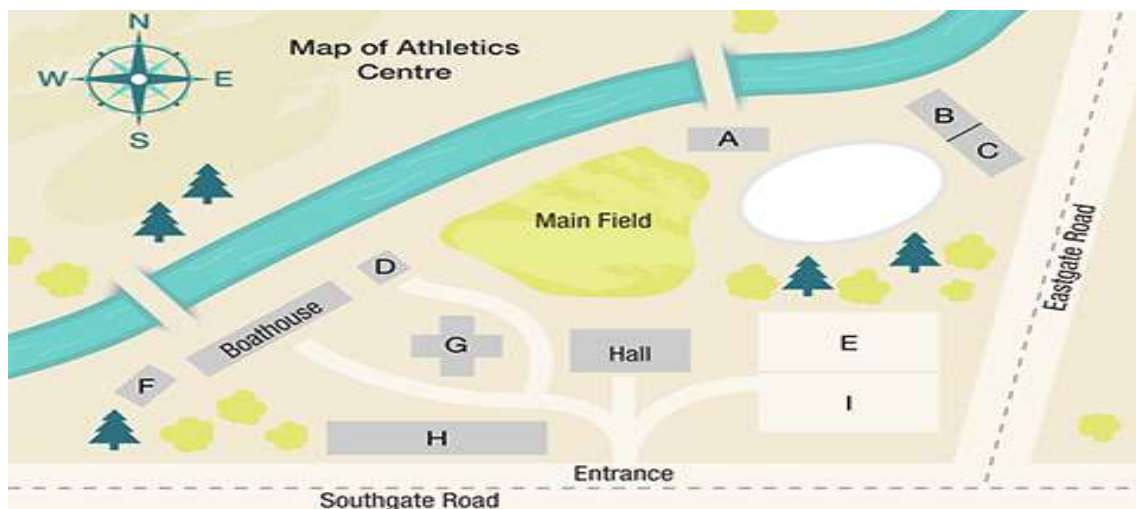 N
Map of Athletics
Centre
W
E
S
B
C
A
Main Field
D
Boathouse
G
Hall
E
F
I
H
Eastgate Road
Entrance
Southgate Road